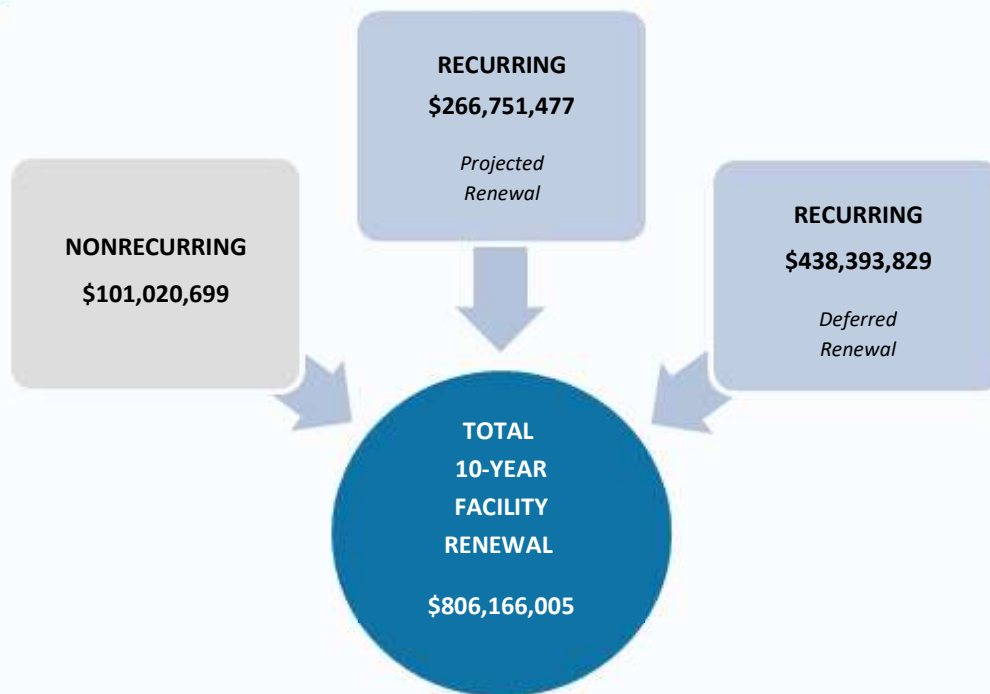 RECURRING
$266,751,477
Projected
Renewal
NONRECURRING
$101,020,699
RECURRING
$438,393,829
Deferred
Renewal
TOTAL
10-YEAR
FACILITY
RENEWAL
$806,166,005